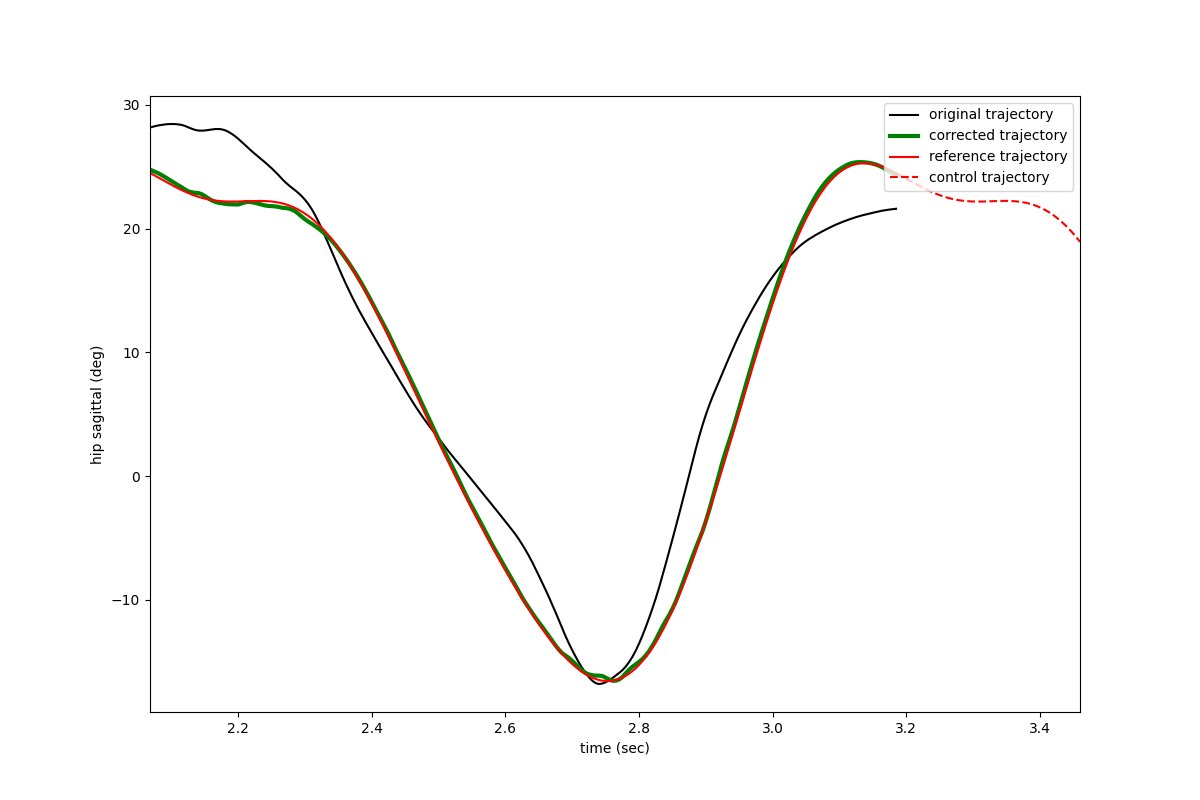 30
20
10
0
−10
hip sagittal (deg)
original trajectory
corrected trajectory
reference trajectory
control trajectory
2.2 2.4 2.6 2.8 3.0 3.2 3.4
time (sec)